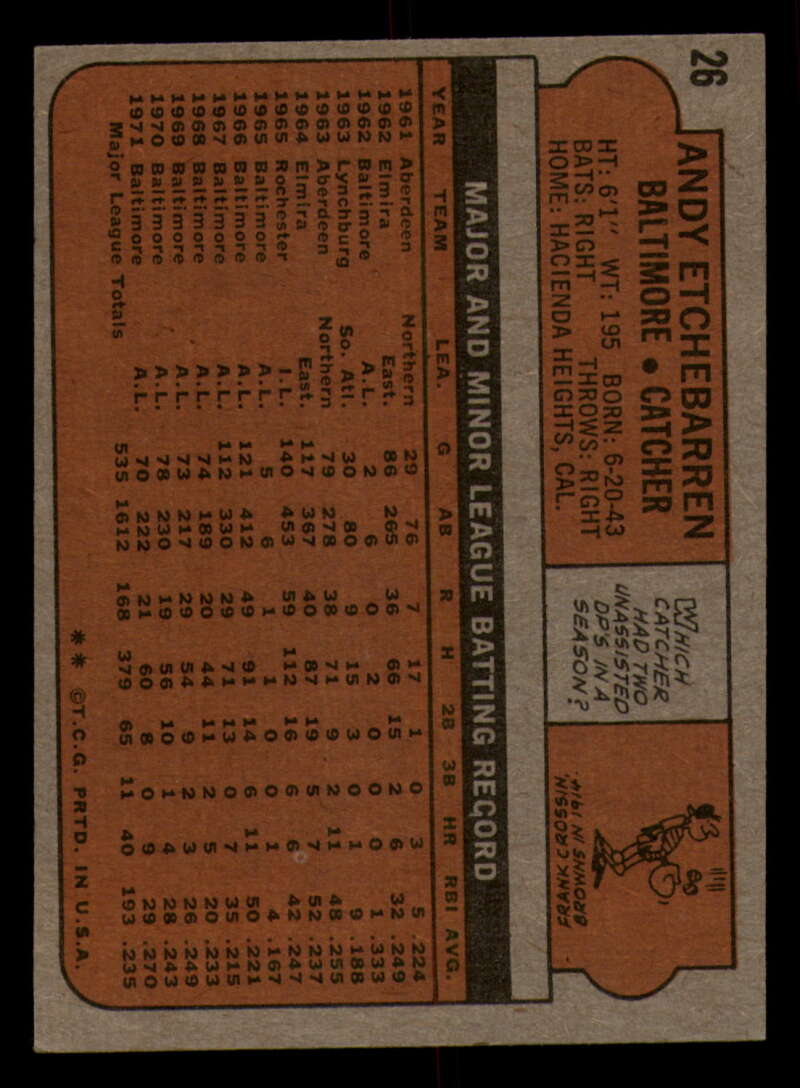 26
ANDY ETCHEBARREN
BALTIMORE • CATCHER
HT: 6'1" WT: 195 BORN: 6-20-43
BATS: RIGHT THROWS: RIGHT
HOME: HACIENDA HEIGHTS, CAL.
WHICH
CATCHER
HAD TWO
UNASSISTED
DP'S IN A
SEASON?
FRANK CROSSIN,
BROWNS IN 1914.
MAJOR AND MINOR LEAGUE BATTING RECORD
YEAR TEAM LEA. G AB R H 2B 3B HR RBI AVG.
1961 Aberdeen Northern 29 76 7 17 1 0 3 5 .224
1962 Elmira East. 86 265 36 66 15 2 6 32 .249
1962 Baltimore A.L. 2 6 0 2 0 0 0 1 .333
1963 Lynchburg So. Atl. 30 80 9 15 3 0 1 9 .188
1963 Aberdeen Northern 79 278 38 71 9 2 11 48 .255
1964 Elmira East. 117 367 40 87 19 5 7 52 .237
1965 Rochester I.L. 140 453 59 112 16 6 6 42 .247
1965 Baltimore A.L. 5 6 1 1 0 0 1 4 .167
1966 Baltimore A.L. 121 412 49 91 14 6 11 50 .221
1967 Baltimore A.L. 112 330 29 71 13 0 7 35 .215
1968 Baltimore A.L. 74 189 20 44 11 2 5 20 .233
1969 Baltimore A.L. 73 217 29 54 9 2 3 26 .249
1970 Baltimore A.L. 78 230 19 56 10 1 4 28 .243
1971 Baltimore A.L. 70 222 21 60 8 0 9 29 .270
Major League Totals 535 1612 168 379 65 11 40 193 .235
** ©T.C.G. PRTD. IN U.S.A.